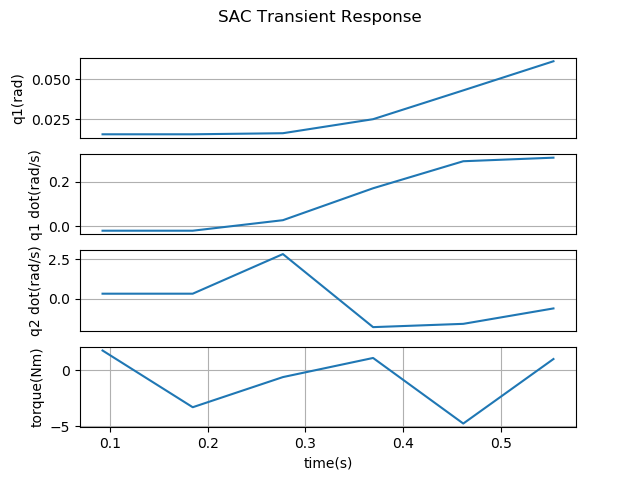 SAC Transient Response
q1(rad)
0.050
0.025
q1 dot(rad/s)
0.2
0.0
q2 dot(rad/s)
2.5
0.0
torque(Nm)
0
−5
0.1 0.2 0.3 0.4 0.5
time(s)